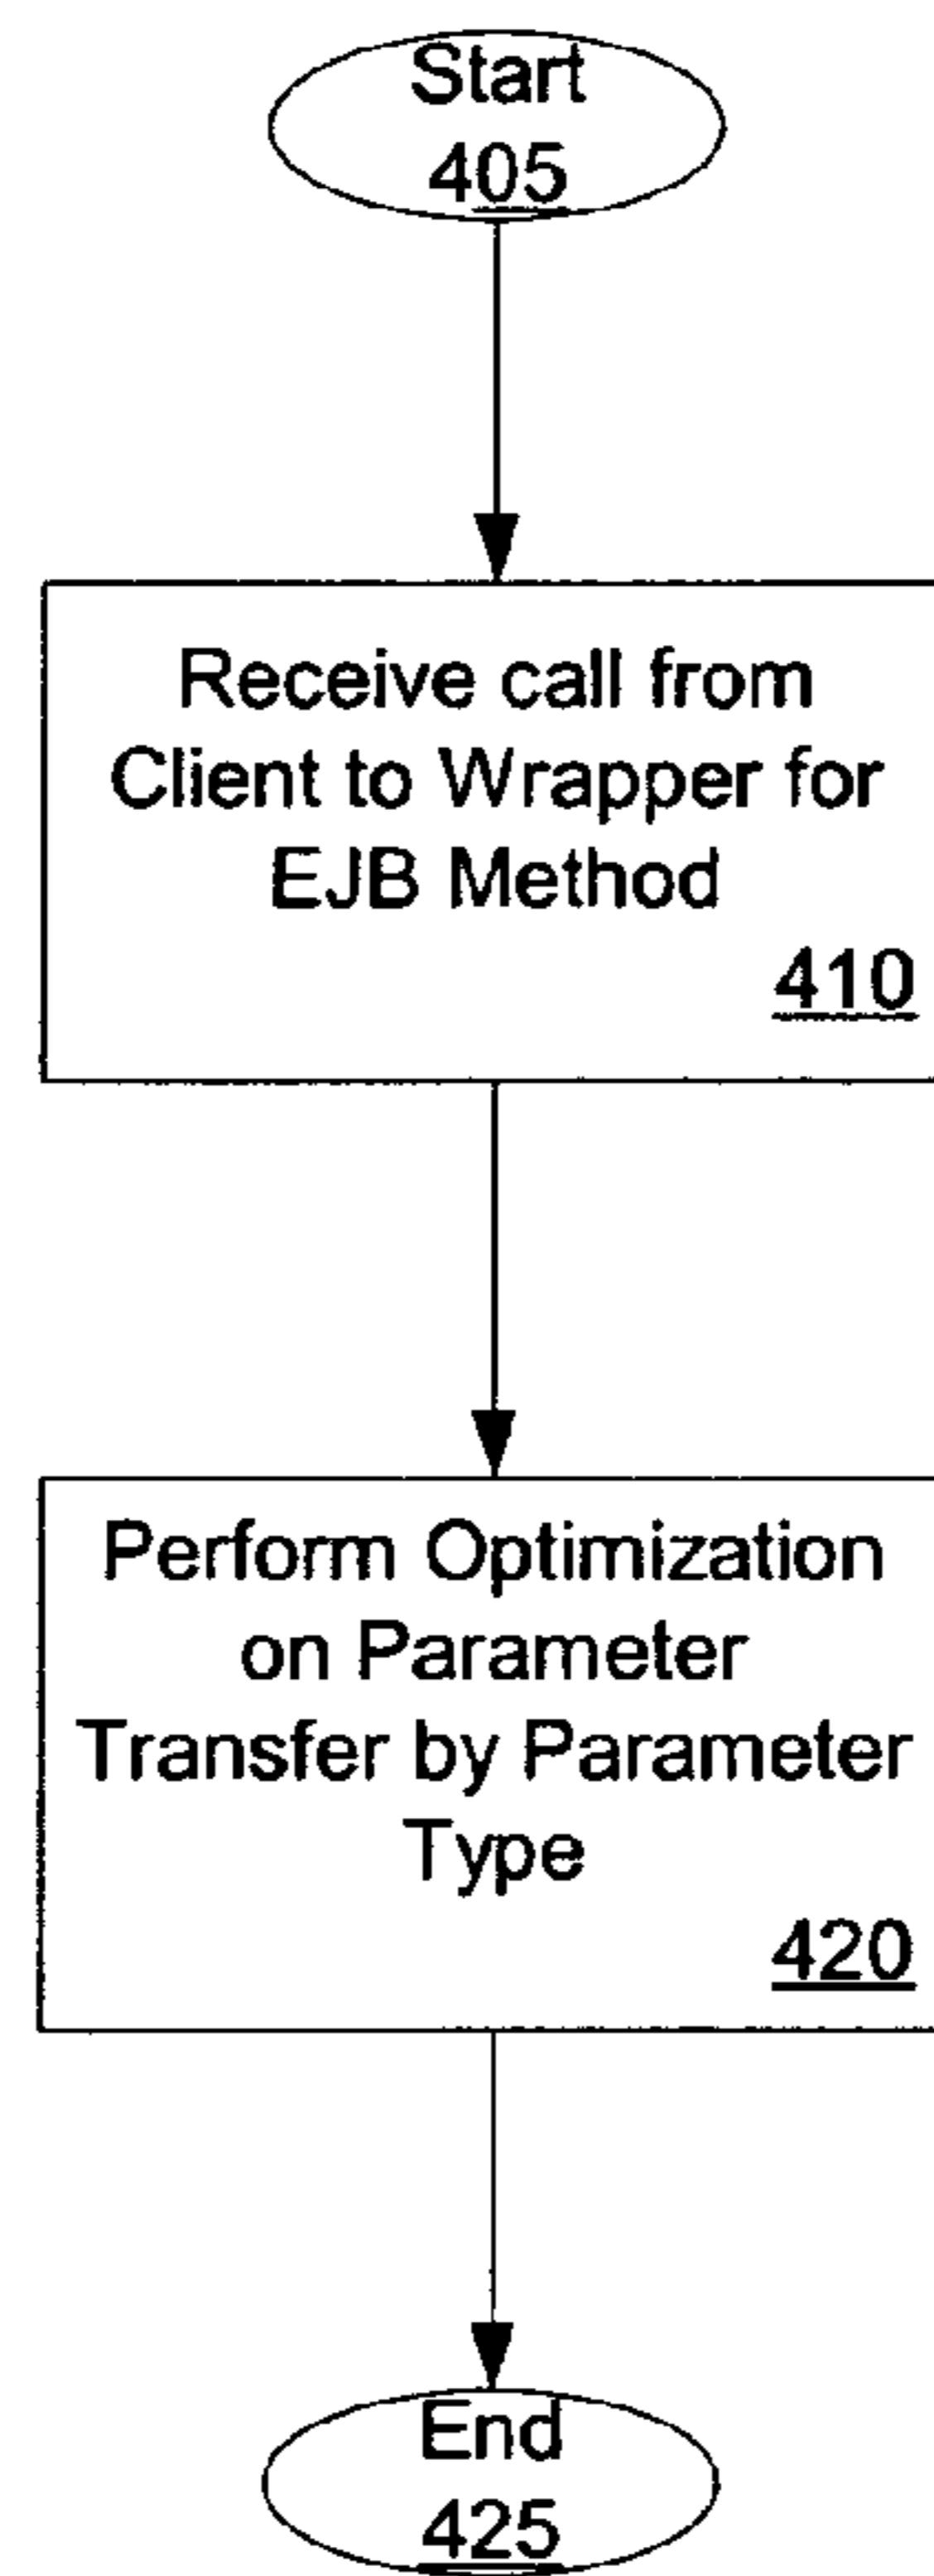 Start
405
Receive call from
Client to Wrapper for
EJB Method
410
Perform Optimization
on Parameter
Transfer by Parameter
Type
420
End
425